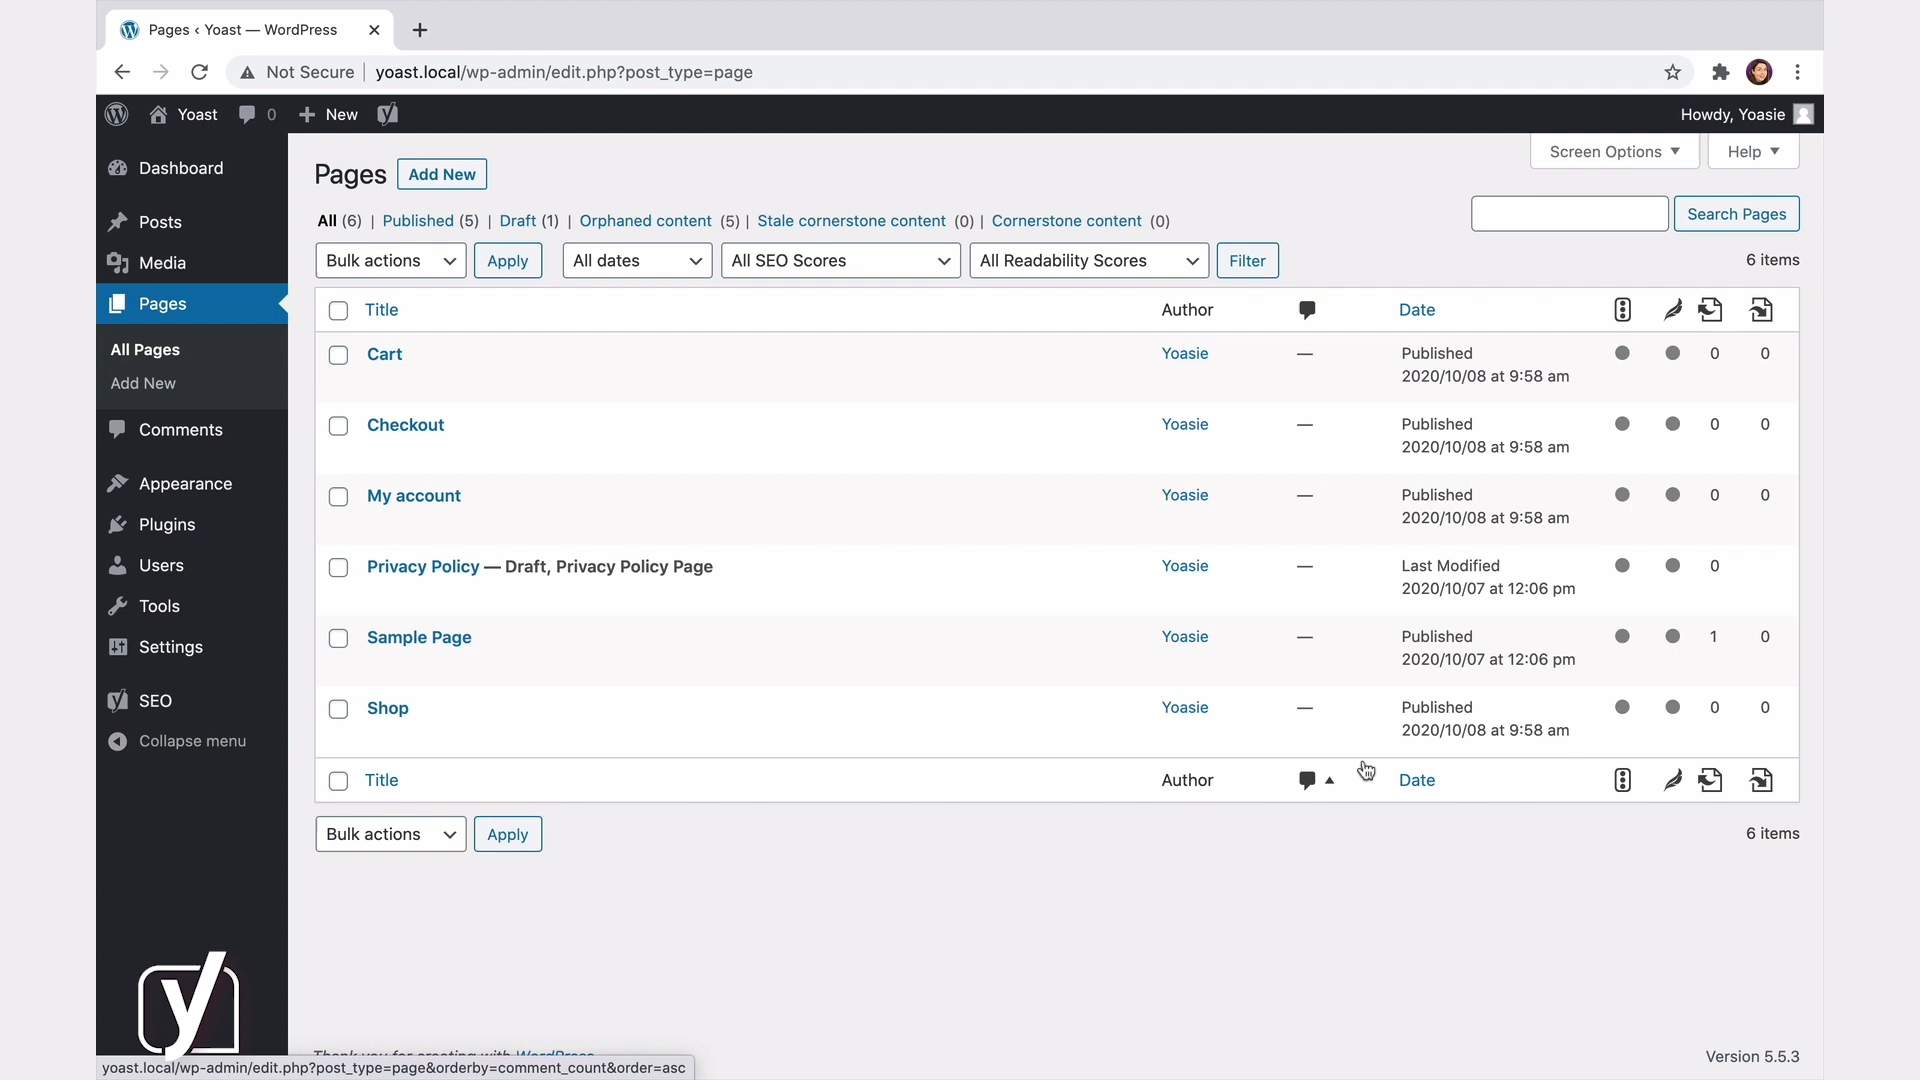 Pages ‹ Yoast — WordPress
Not Secure yoast.local/wp-admin/edit.php?post_type=page
Yoast 0 New Howdy, Yoasie
Screen Options Help
Dashboard
Posts
Media
Pages
All Pages
Add New
Comments
Appearance
Plugins
Users
Tools
Settings
SEO
Collapse menu
Pages Add New
All (6) | Published (5) | Draft (1) | Orphaned content (5) | Stale cornerstone content (0) | Cornerstone content (0)
Search Pages
Bulk actions Apply All dates All SEO Scores All Readability Scores Filter 6 items
Title Author Date
Cart Yoasie — Published 0 0
2020/10/08 at 9:58 am
Checkout Yoasie — Published 0 0
2020/10/08 at 9:58 am
My account Yoasie — Published 0 0
2020/10/08 at 9:58 am
Privacy Policy — Draft, Privacy Policy Page Yoasie — Last Modified 0
2020/10/07 at 12:06 pm
Sample Page Yoasie — Published 1 0
2020/10/07 at 12:06 pm
Shop Yoasie — Published 0 0
2020/10/08 at 9:58 am
Title Author Date
Bulk actions Apply 6 items
y
Thank you for creating with WordPress Version 5.5.3
yoast.local/wp-admin/edit.php?post_type=page&orderby=comment_count&order=asc